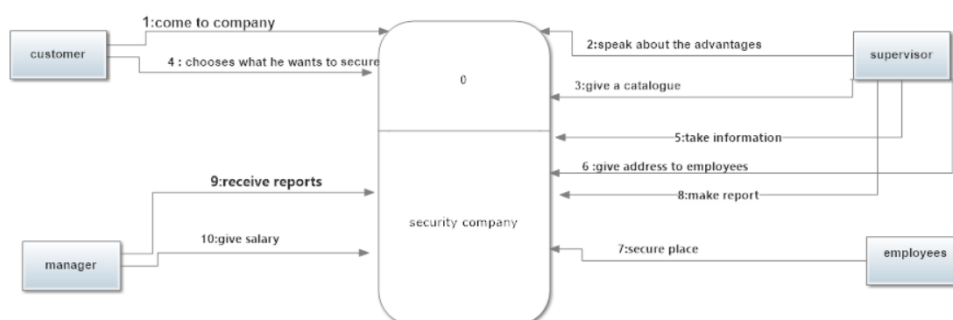 1:come to company
customer
4 : chooses what he wants to secure
2:speak about the advantages
supervisor
0
3:give a catalogue
5:take information
6 :give address to employees
8:make report
9:receive reports
security company
10:give salary
manager
7:secure place
employees